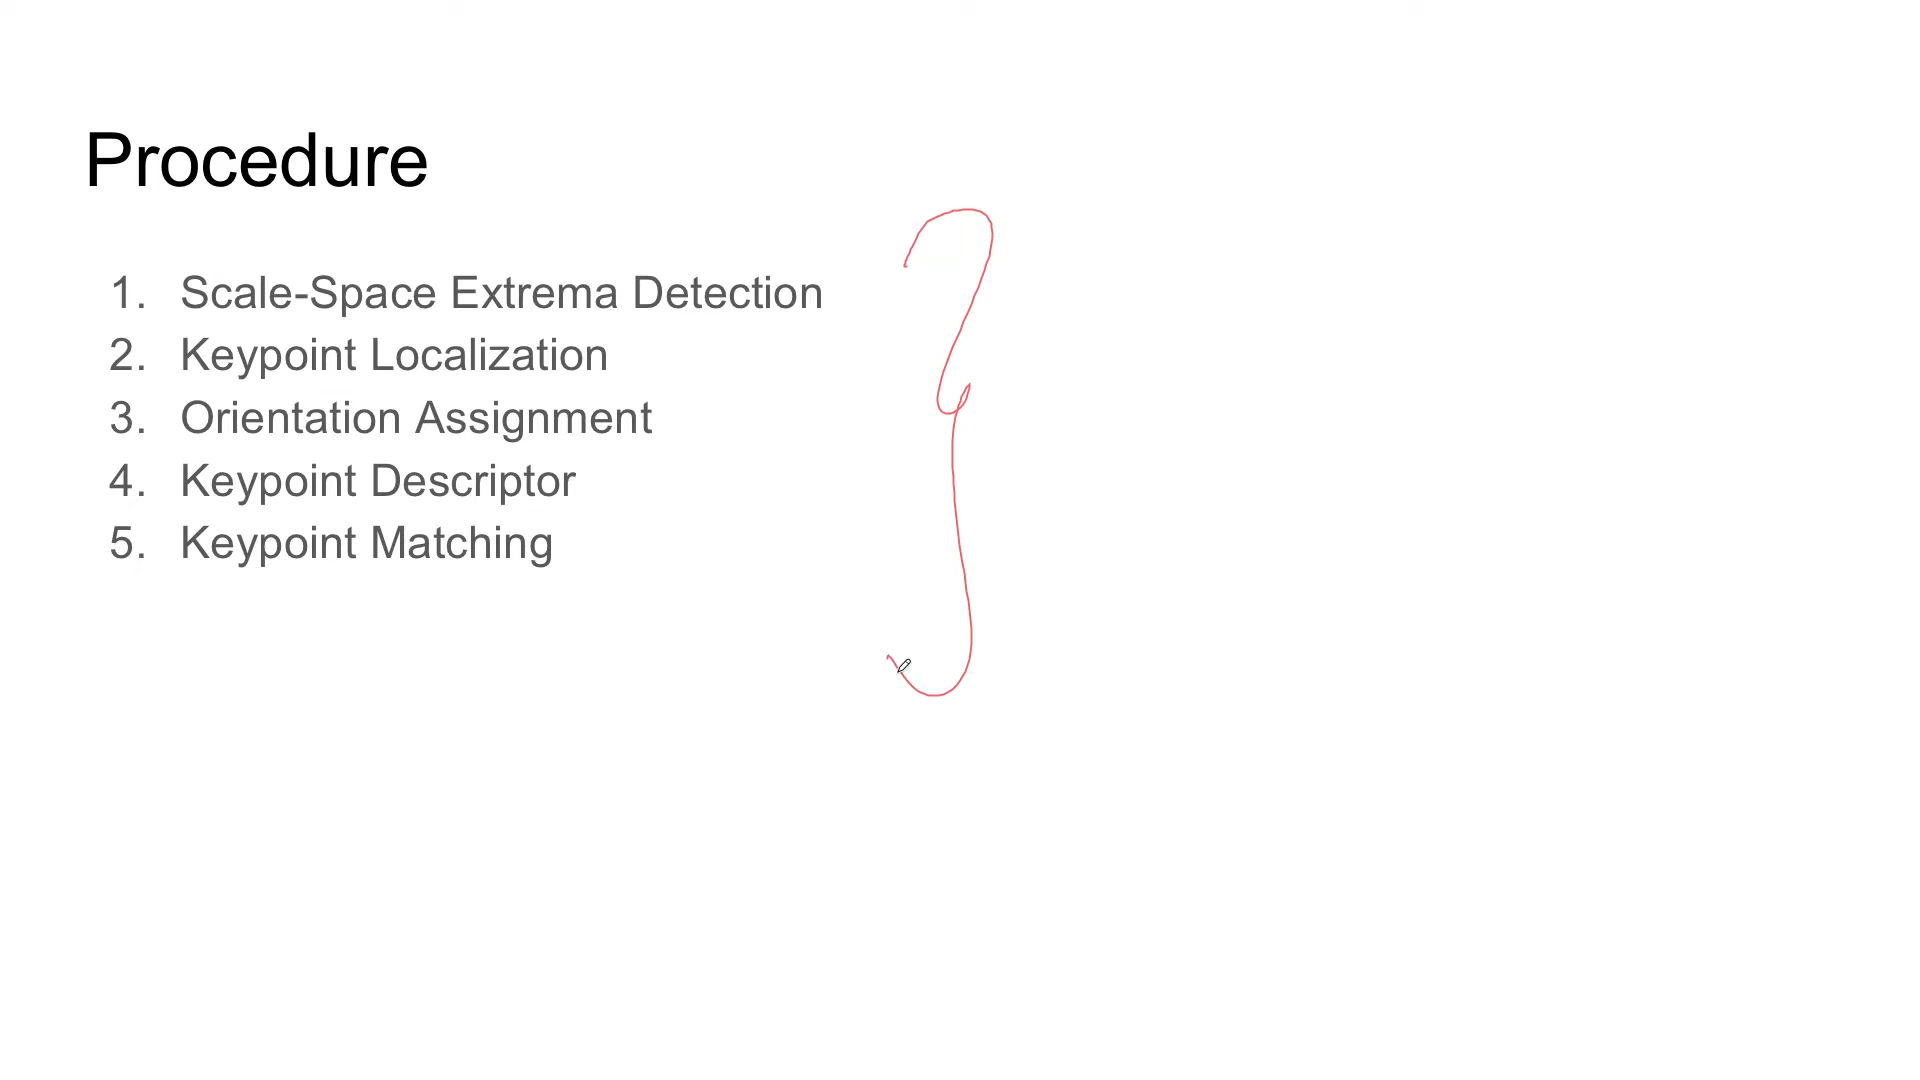 Procedure
1. Scale-Space Extrema Detection
2. Keypoint Localization
3. Orientation Assignment
4. Keypoint Descriptor
5. Keypoint Matching